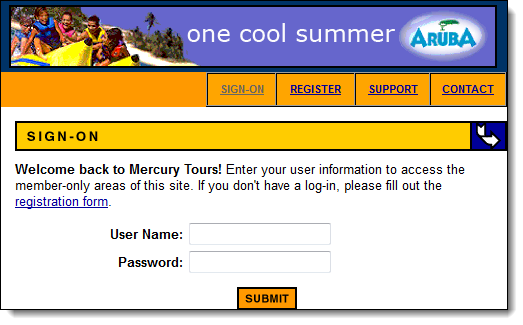 one cool summer ARUBA
SIGN-ON REGISTER SUPPORT CONTACT
SIGN-ON
Welcome back to Mercury Tours! Enter your user information to access the
member-only areas of this site. If you don't have a log-in, please fill out the
registration form.
User Name:
Password:
SUBMIT